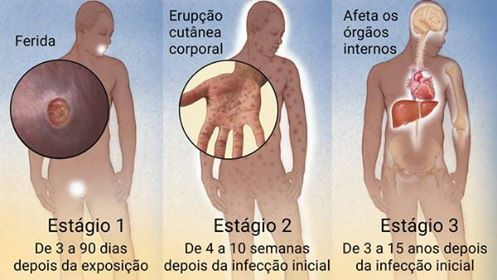 Ferida
Erupção
cutânea
corporal
Afeta os
órgãos
internos
Estágio 1
De 3 a 90 dias
depois da exposição
Estágio 2
De 4 a 10 semanas
depois da infecção inicial
Estágio 3
De 3 a 15 anos depois
da infecção inicial